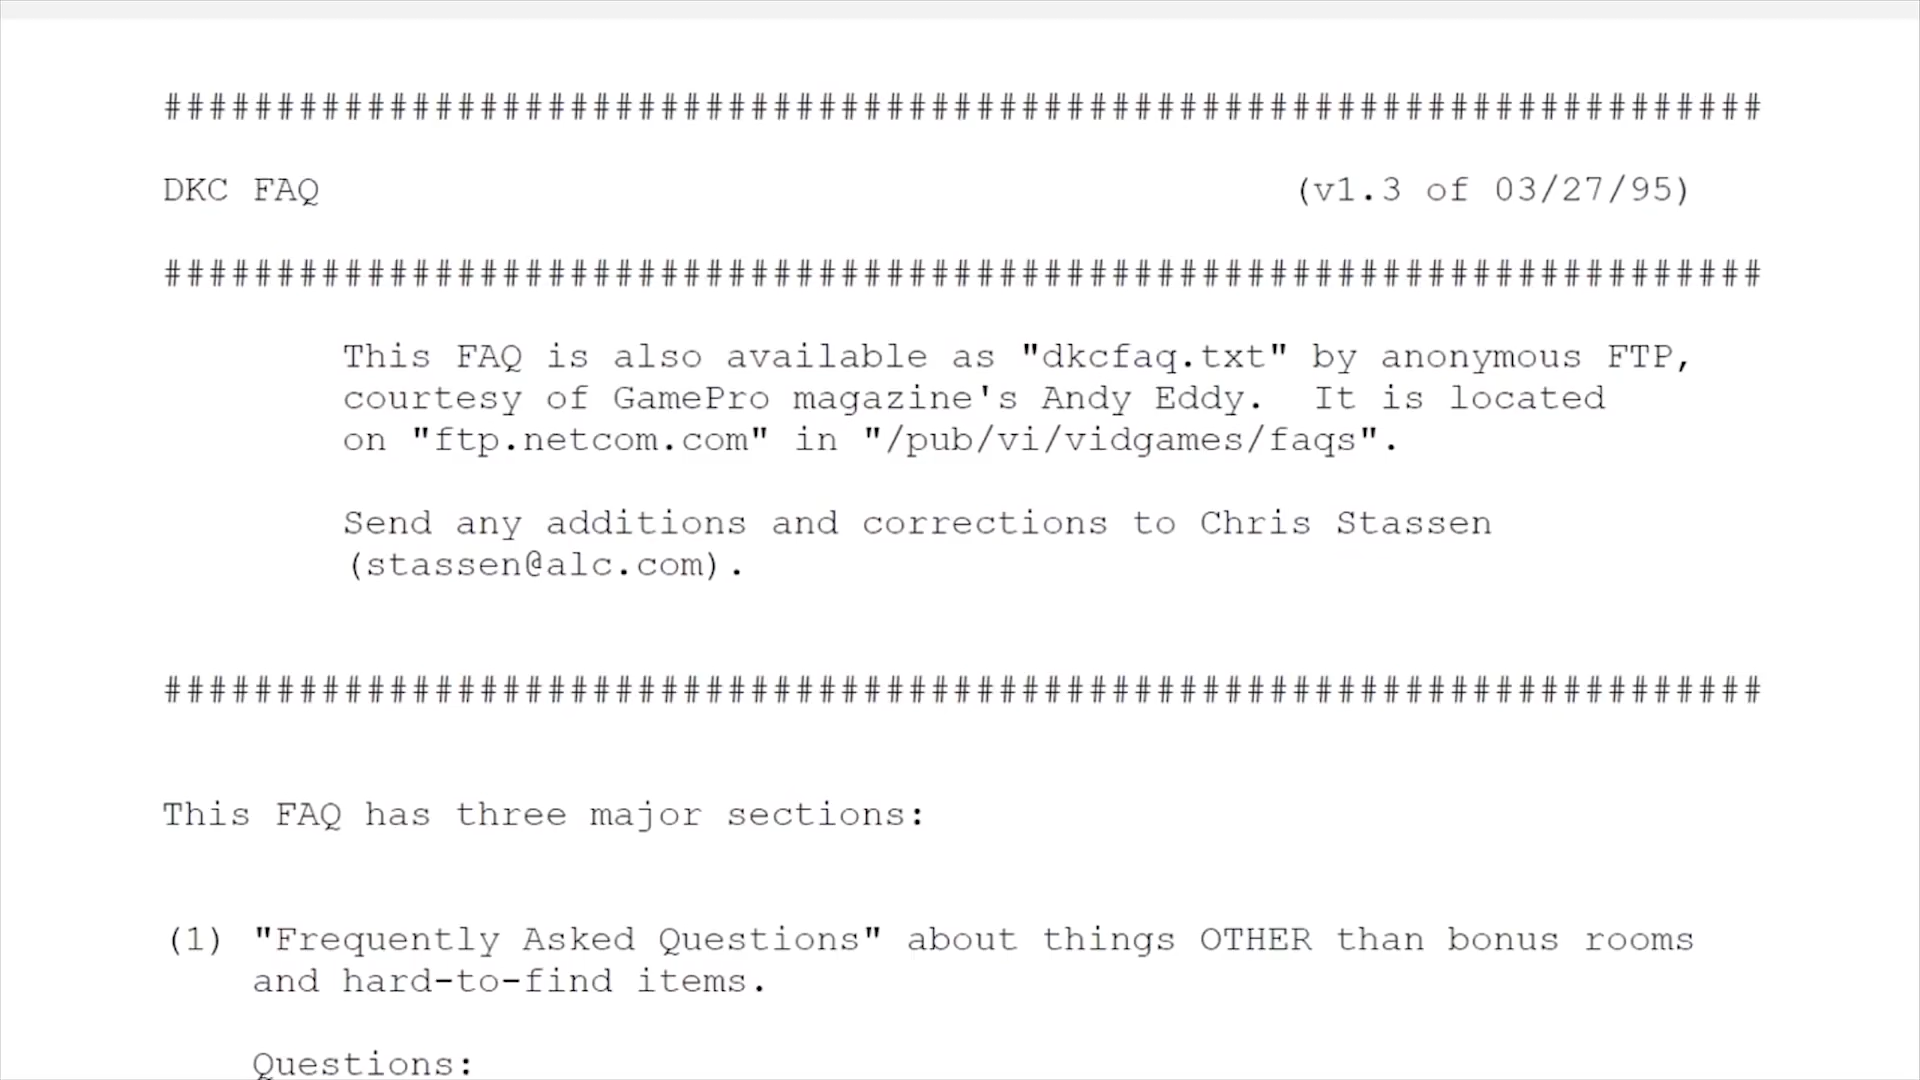 #######################################################################
DKC FAQ (v1.3 of 03/27/95)
#######################################################################
This FAQ is also available as "dkcfaq.txt" by anonymous FTP,
courtesy of GamePro magazine's Andy Eddy.  It is located
on "ftp.netcom.com" in "/pub/vi/vidgames/faqs".
Send any additions and corrections to Chris Stassen
(stassen@alc.com).
#######################################################################
This FAQ has three major sections:
(1) "Frequently Asked Questions" about things OTHER than bonus rooms
and hard-to-find items.
Questions: